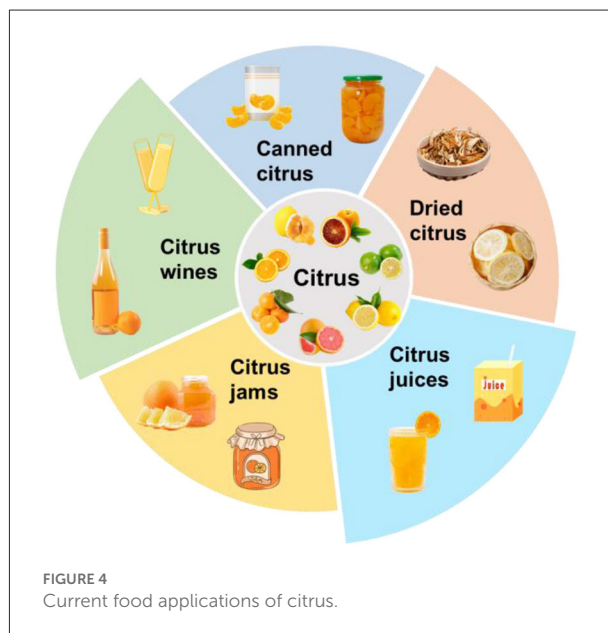 Canned
citrus
Dried
citrus
Citrus
wines
Citrus
Citrus
jams
Citrus
juices
Juice
FIGURE 4
Current food applications of citrus.